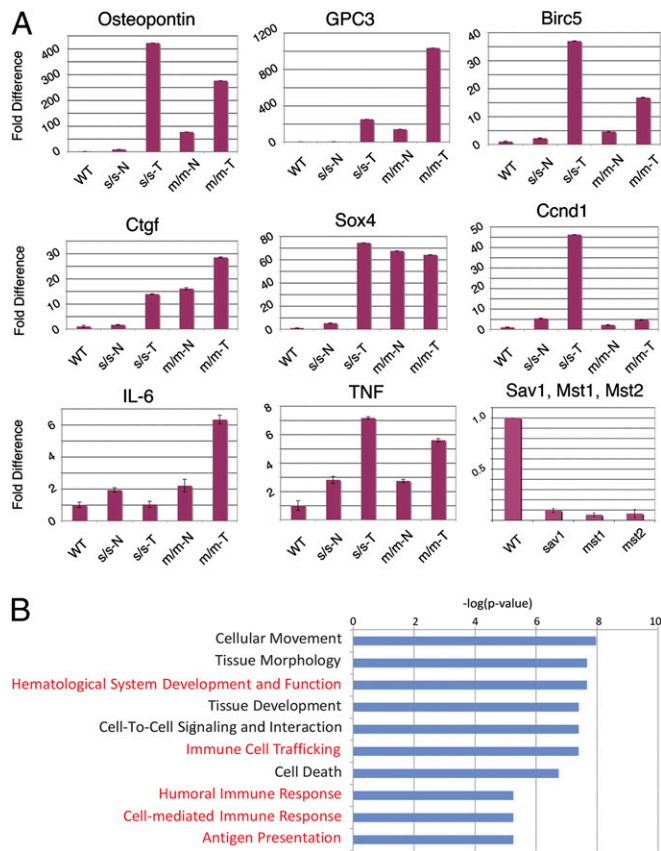 A
Osteopontin
GPC3
Birc5
Fold Difference
400
300
200
100
0
WT
s/s-N
s/s-T
m/m-N
m/m-T
1200
800
400
0
WT
s/s-N
s/s-T
m/m-N
m/m-T
40
30
20
10
0
WT
s/s-N
s/s-T
m/m-N
m/m-T
Ctgf
Sox4
Ccnd1
Fold Difference
30
20
10
0
WT
s/s-N
s/s-T
m/m-N
m/m-T
80
60
40
20
0
WT
s/s-N
s/s-T
m/m-N
m/m-T
50
40
30
20
10
0
WT
s/s-N
s/s-T
m/m-N
m/m-T
IL-6
TNF
Sav1, Mst1, Mst2
Fold Difference
6
4
2
WT
s/s-N
s/s-T
m/m-N
m/m-T
8
6
4
2
WT
s/s-N
s/s-T
m/m-N
m/m-T
1.0
0.5
WT
sav1
mst1
mst2
B
-log(p-value)
0 2 4 6 8 10
Cellular Movement
Tissue Morphology
Hematological System Development and Function
Tissue Development
Cell-To-Cell Signaling and Interaction
Immune Cell Trafficking
Cell Death
Humoral Immune Response
Cell-mediated Immune Response
Antigen Presentation